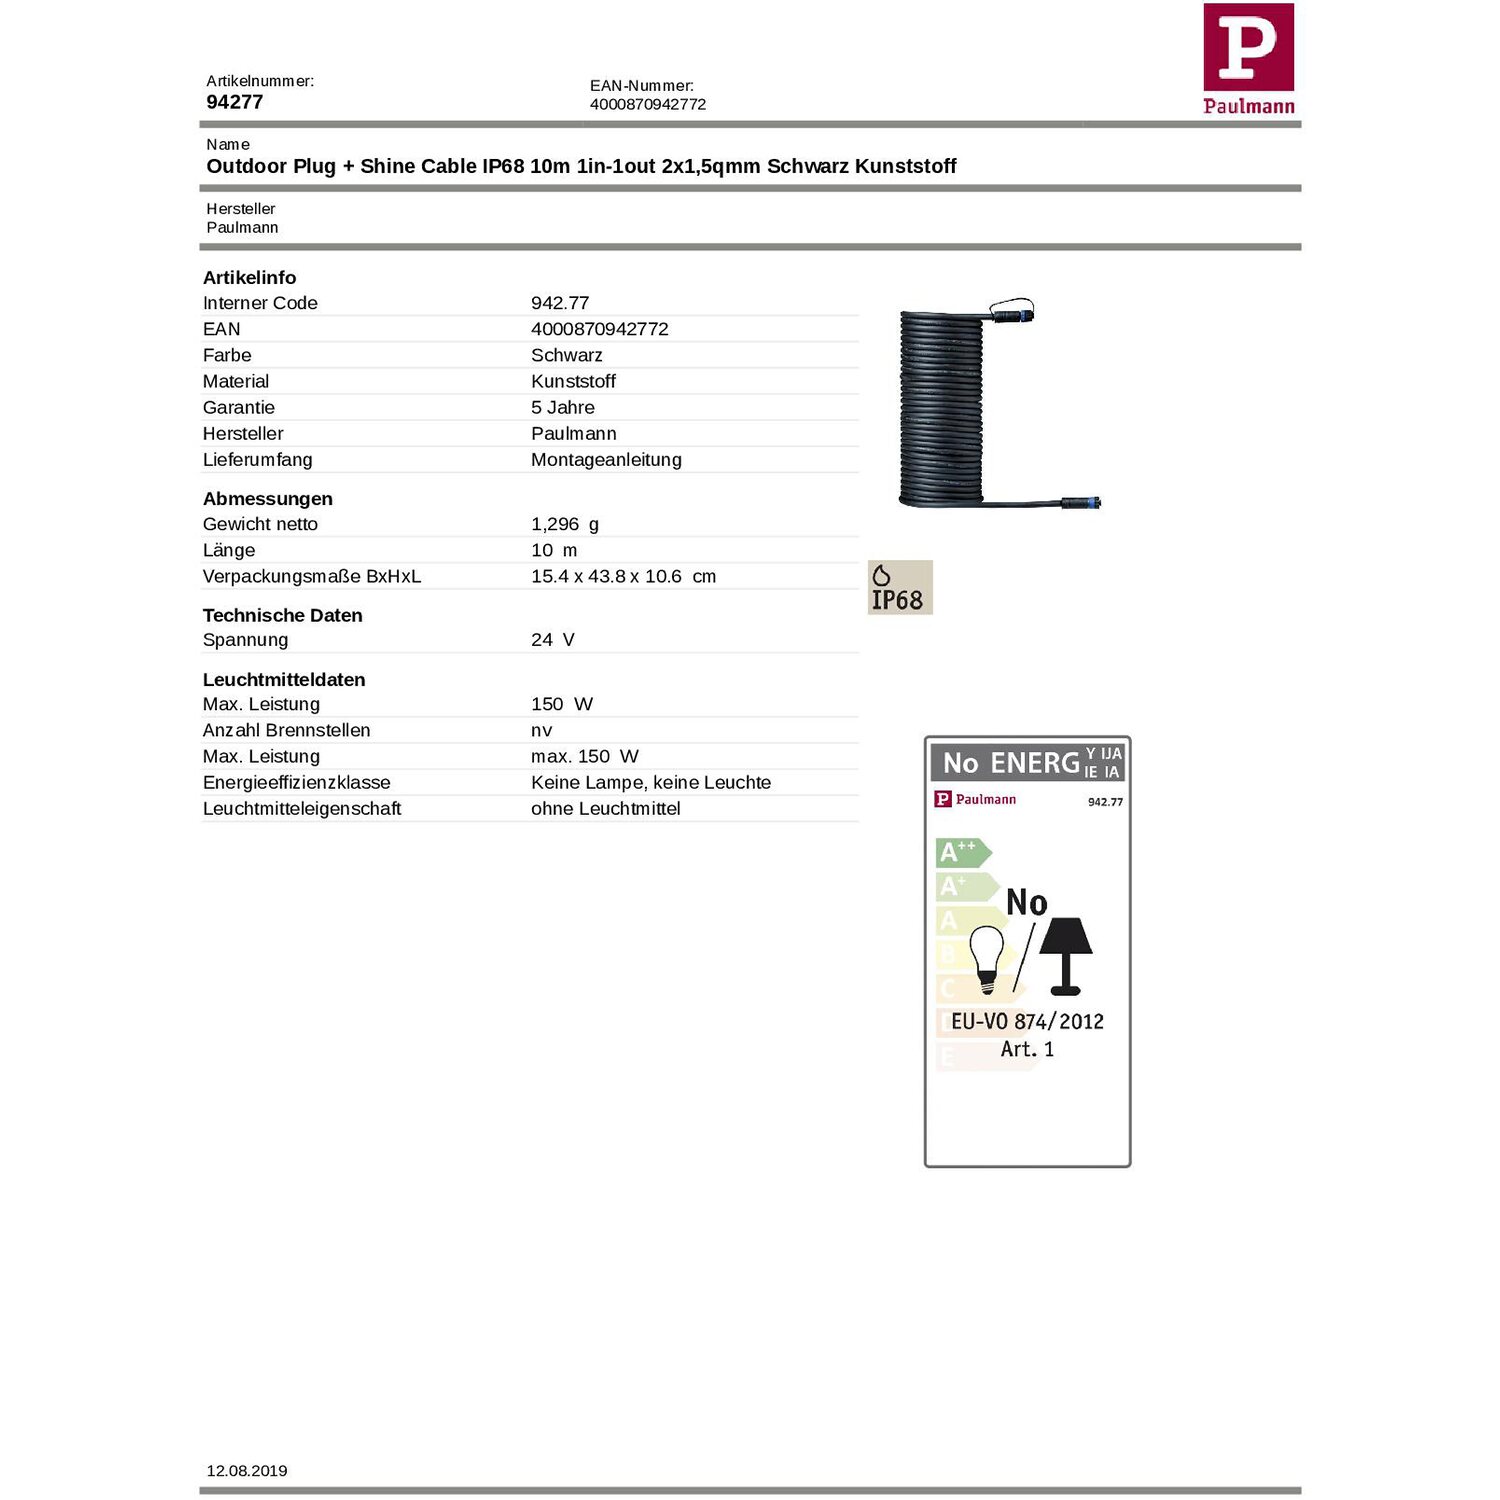 P
Paulmann
Artikelnummer:
94277
EAN-Nummer:
4000870942772
Name
Outdoor Plug + Shine Cable IP68 10m 1in-1out 2x1,5qmm Schwarz Kunststoff
Hersteller
Paulmann
Artikelinfo
Interner Code 942.77
EAN 4000870942772
Farbe Schwarz
Material Kunststoff
Garantie 5 Jahre
Hersteller Paulmann
Lieferumfang Montageanleitung
Abmessungen
Gewicht netto 1,296 g
Länge 10 m
Verpackungsmaße BxHxL 15.4 x 43.8 x 10.6 cm
Technische Daten
Spannung 24 V
Leuchtmitteldaten
Max. Leistung 150 W
Anzahl Brennstellen nv
Max. Leistung max. 150 W
Energieeffizienzklasse Keine Lampe, keine Leuchte
Leuchtmitteleigenschaft ohne Leuchtmittel
IP68
No ENERG Y IJA
IE IA
P Paulmann 942.77
A++
A+
No
A
B
C
D
EU-VO 874/2012
Art. 1
E
12.08.2019